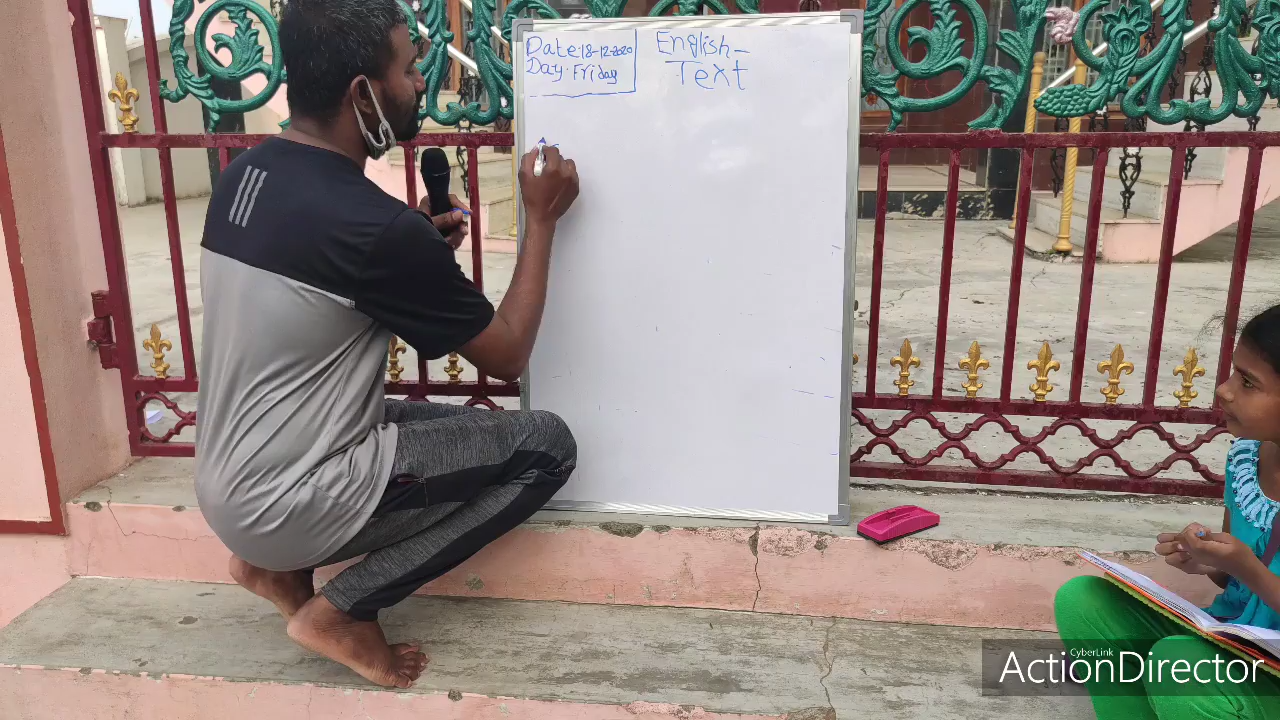 Date:18-12-2020
Day. Friday
English-
Text
CyberLink
ActionDirector